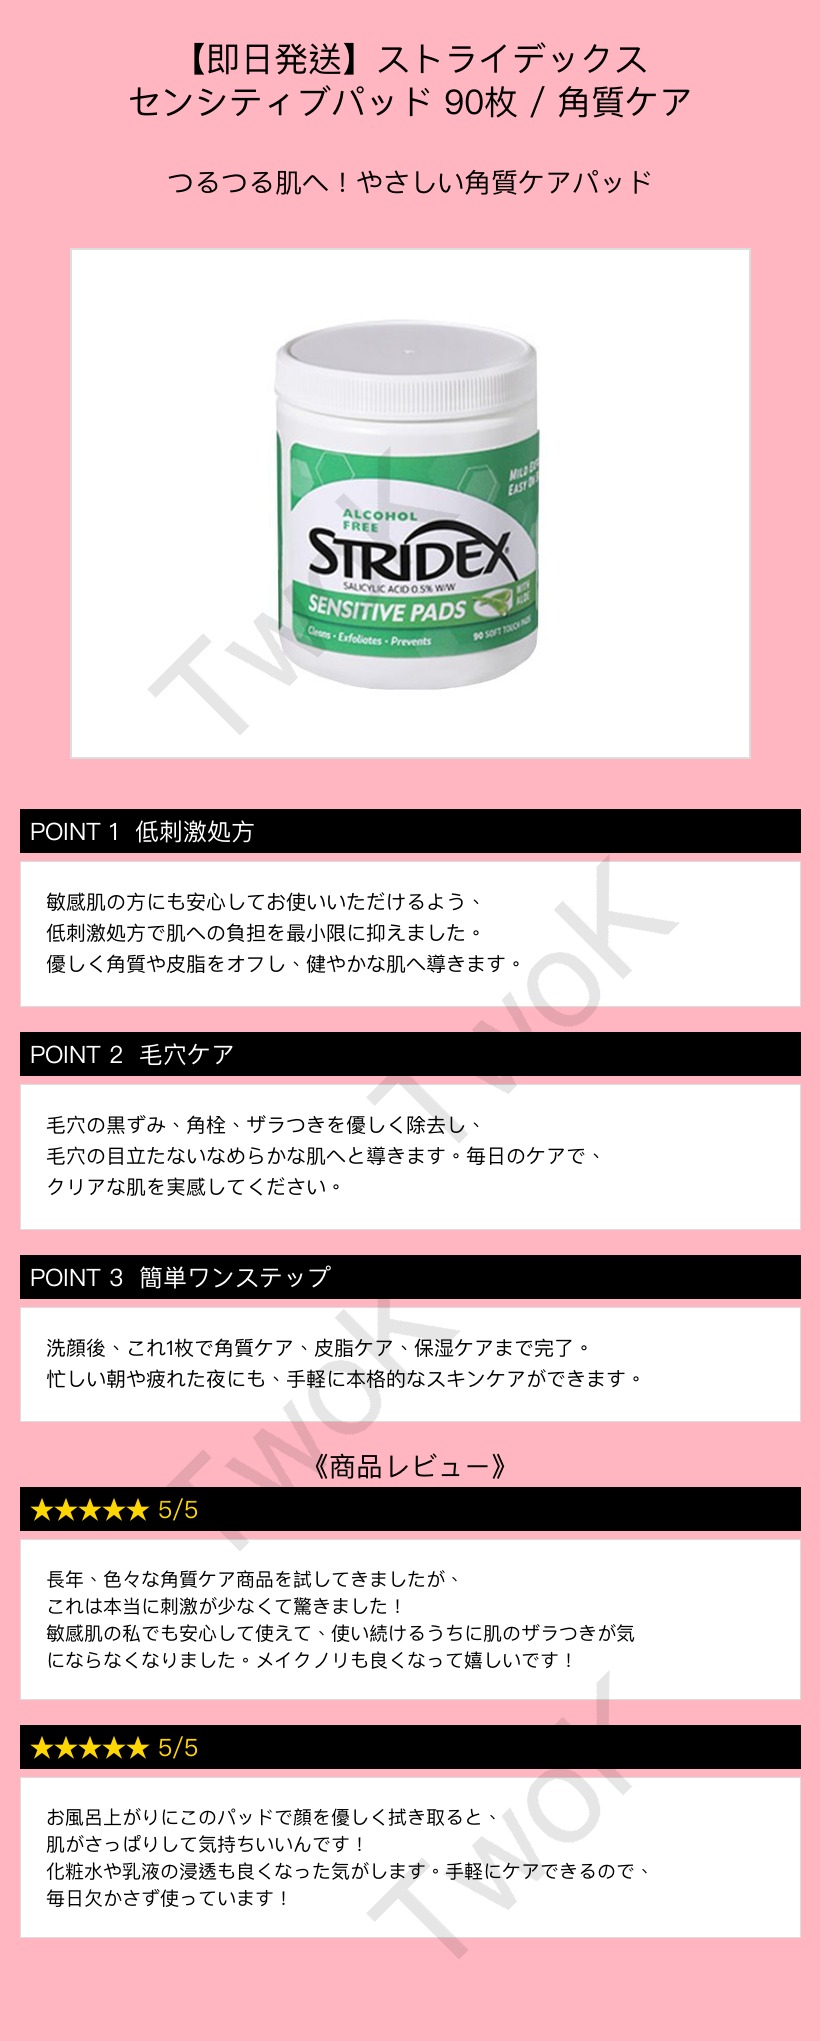 【即日発送】ストライデックス
センシティブパッド 90枚 / 角質ケア
つるつる肌へ！やさしい角質ケアパッド
MILD
EASY
ALCOHOL
FREE
STRIDEX
SALICYLIC ACID 0.5% W/W
WITH
ALOE
SENSITIVE PADS
Cleans • Exfoliates • Prevents
90 SOFT TOUCH PADS
TwoK
POINT 1 低刺激処方
敏感肌の方にも安心してお使いいただけるよう、
低刺激処方で肌への負担を最小限に抑えました。
優しく角質や皮脂をオフし、健やかな肌へ導きます。
TwoK
POINT 2 毛穴ケア
毛穴の黒ずみ、角栓、ザラつきを優しく除去し、
毛穴の目立たないなめらかな肌へと導きます。毎日のケアで、
クリアな肌を実感してください。
POINT 3 簡単ワンステップ
洗顔後、これ1枚で角質ケア、皮脂ケア、保湿ケアまで完了。
忙しい朝や疲れた夜にも、手軽に本格的なスキンケアができます。
TwoK
《商品レビュー》
★★★★★ 5/5
長年、色々な角質ケア商品を試してきましたが、
これは本当に刺激が少なくて驚きました！
敏感肌の私でも安心して使えて、使い続けるうちに肌のザラつきが気
にならなくなりました。メイクノリも良くなって嬉しいです！
★★★★★ 5/5
お風呂上がりにこのパッドで顔を優しく拭き取ると、
肌がさっぱりして気持ちいいんです！
化粧水や乳液の浸透も良くなった気がします。手軽にケアできるので、
毎日欠かさず使っています！
TwoK